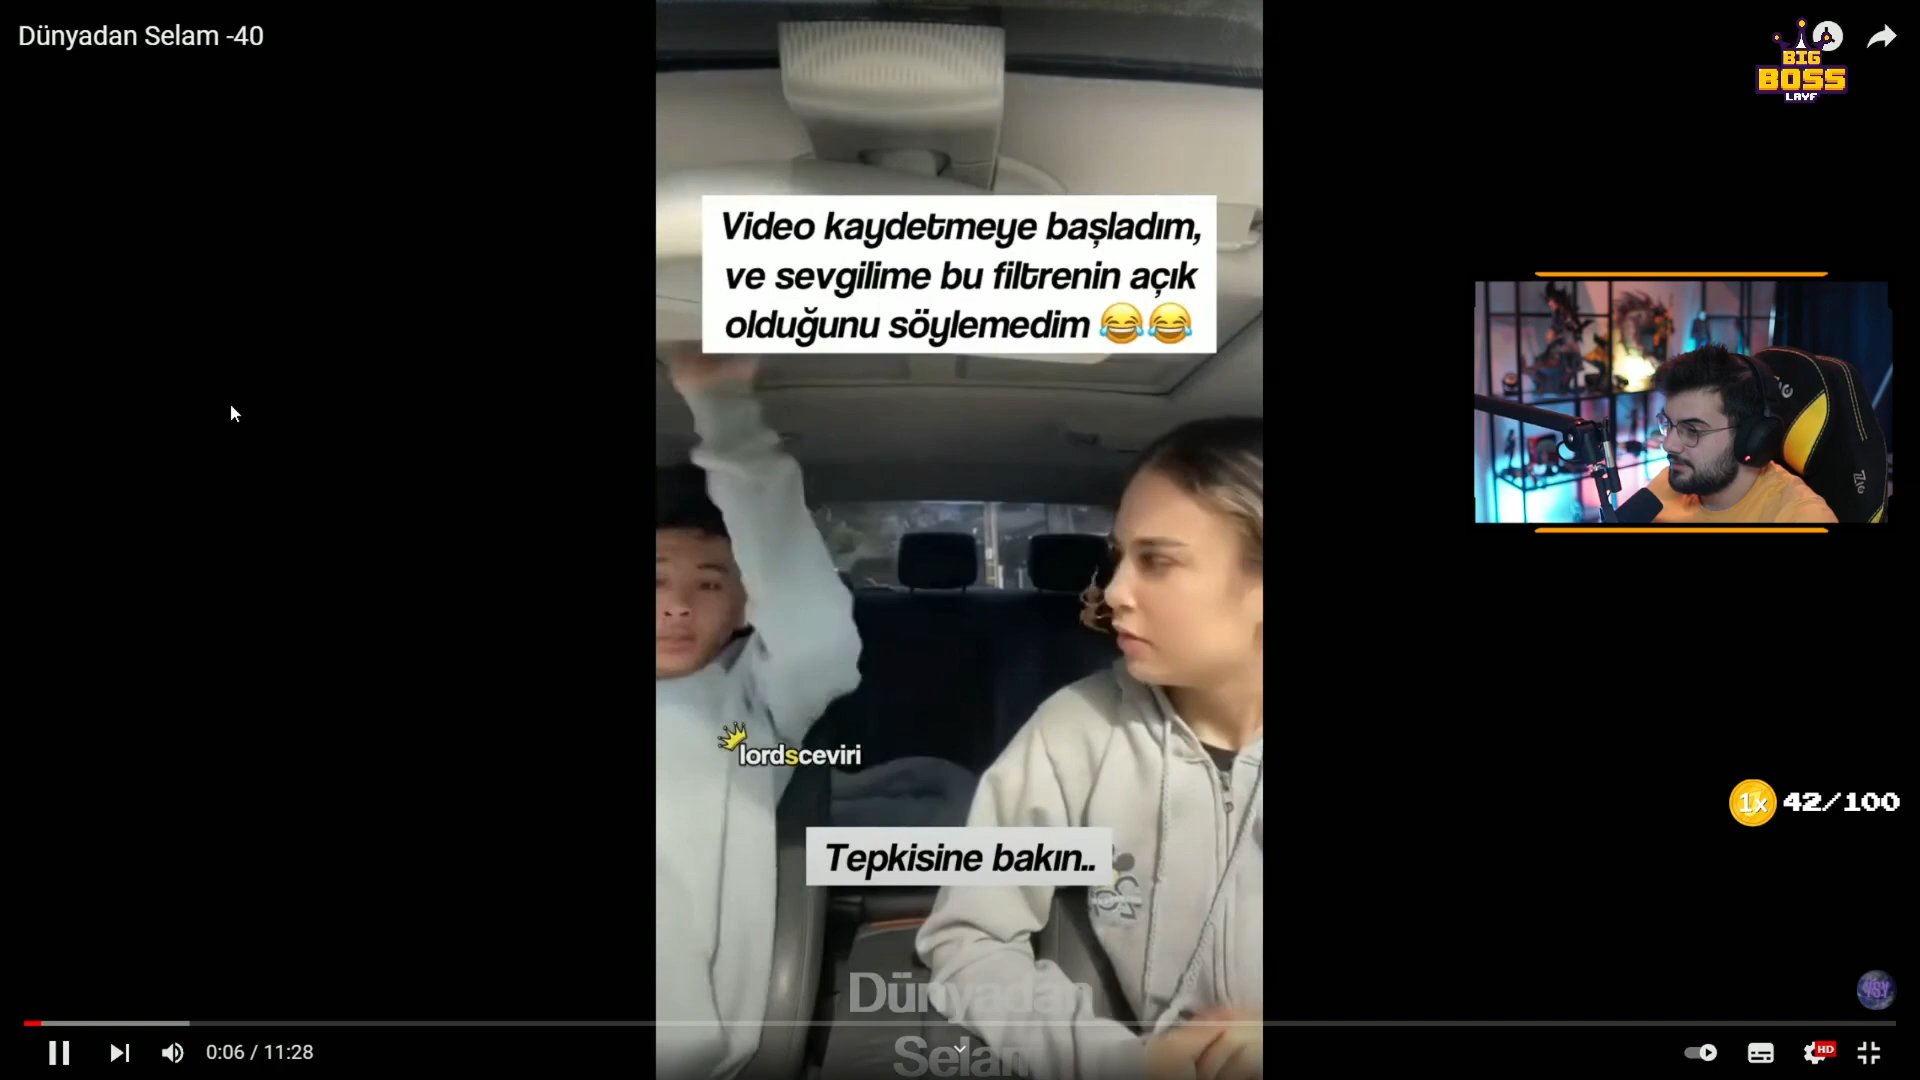 Dünyadan Selam -40
BIG
BOSS
LAYF
Video kaydetmeye başladım,
ve sevgilime bu filtrenin açık
olduğunu söylemedim 😂😂
lordsceviri
Tepkisine bakın..
1x 42/100
Dünyadan
Selam
0:06 / 11:28
HD